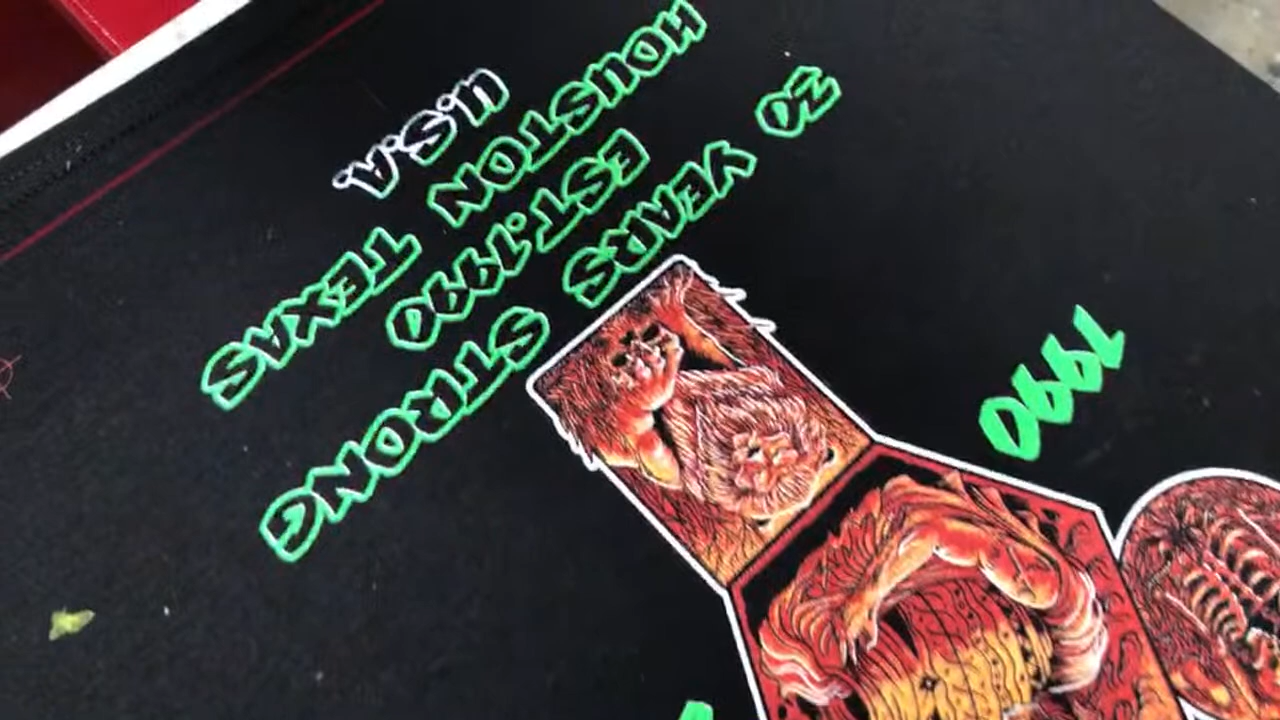 1990
20 YEARS STRONG
EST.1990
HOUSTON TEXAS
U.S.A.